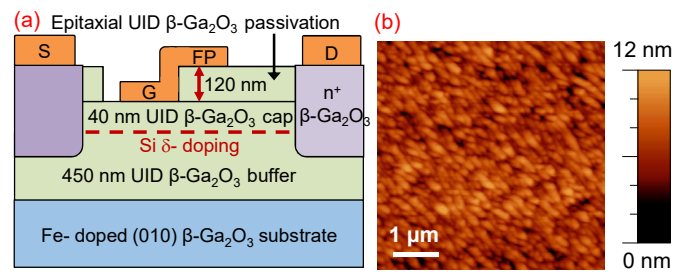 (a) Epitaxial UID β-Ga₂O₃ passivation
S
FP
D
G
120 nm
n⁺
β-Ga₂O₃
40 nm UID β-Ga₂O₃ cap
Si δ- doping
450 nm UID β-Ga₂O₃ buffer
Fe- doped (010) β-Ga₂O₃ substrate
(b)
12 nm
1 µm
0 nm